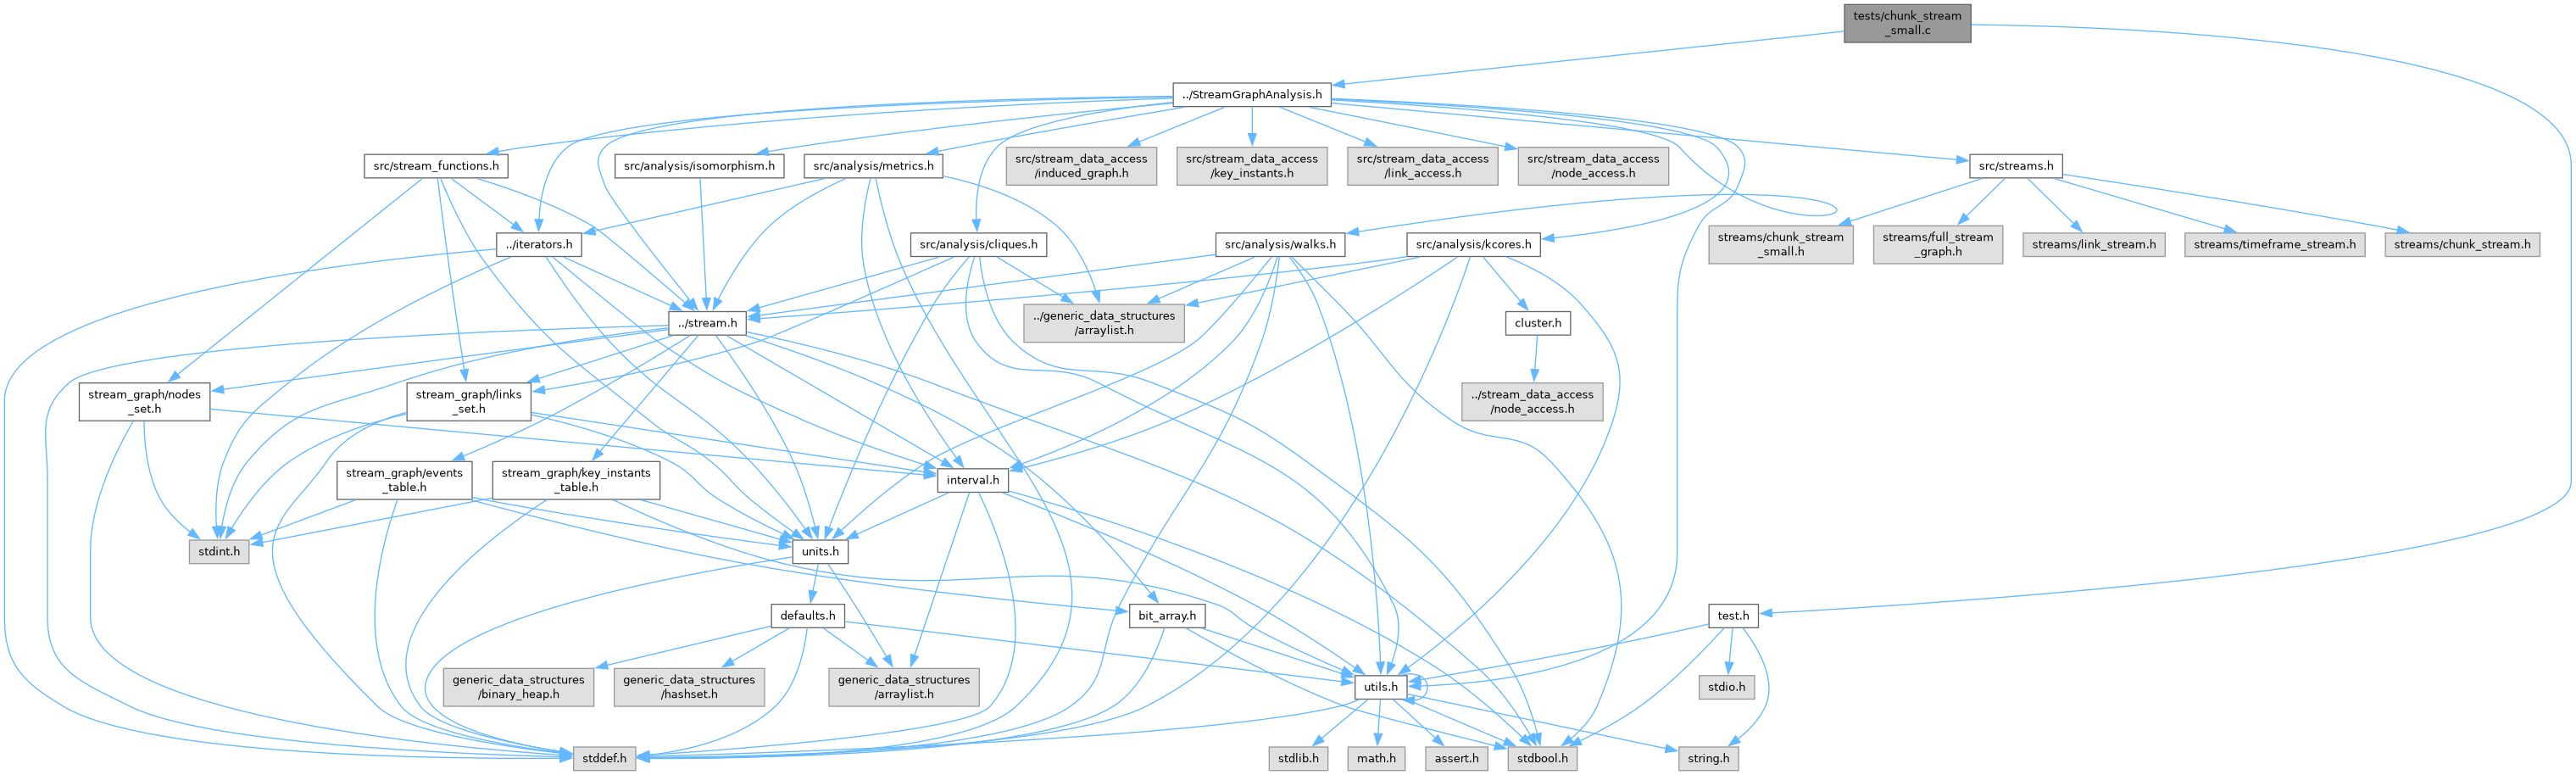 tests/chunk_stream
_small.c
../StreamGraphAnalysis.h
src/stream_functions.h
src/analysis/isomorphism.h
src/analysis/metrics.h
src/stream_data_access
/induced_graph.h
src/stream_data_access
/key_instants.h
src/stream_data_access
/link_access.h
src/stream_data_access
/node_access.h
src/streams.h
../iterators.h
src/analysis/cliques.h
src/analysis/walks.h
src/analysis/kcores.h
streams/chunk_stream
_small.h
streams/full_stream
_graph.h
streams/link_stream.h
streams/timeframe_stream.h
streams/chunk_stream.h
../stream.h
../generic_data_structures
/arraylist.h
cluster.h
stream_graph/nodes
_set.h
stream_graph/links
_set.h
../stream_data_access
/node_access.h
stream_graph/events
_table.h
stream_graph/key_instants
_table.h
interval.h
stdint.h
units.h
defaults.h
bit_array.h
test.h
generic_data_structures
/binary_heap.h
generic_data_structures
/hashset.h
generic_data_structures
/arraylist.h
utils.h
stdio.h
stddef.h
stdlib.h
math.h
assert.h
stdbool.h
string.h